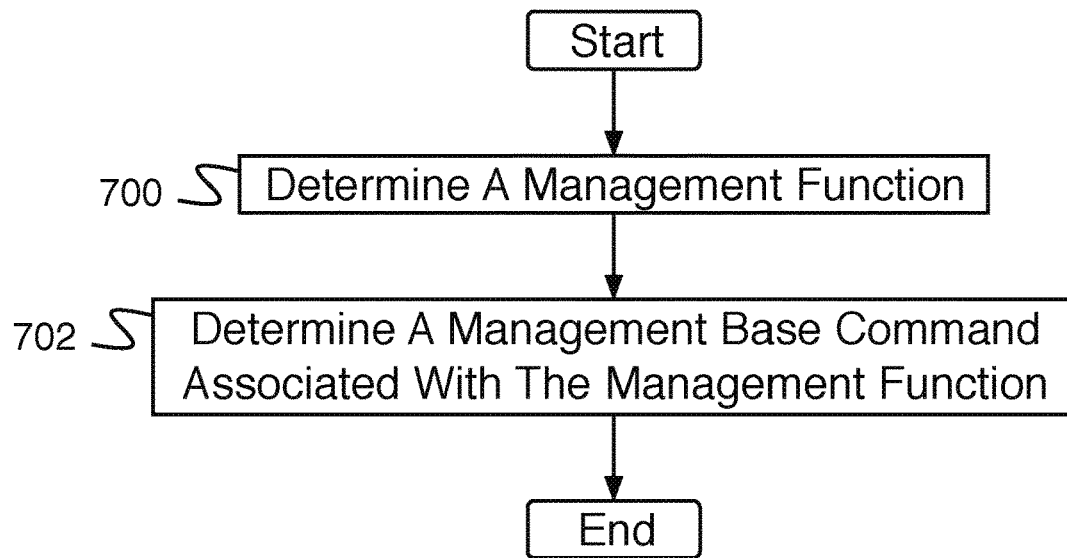 Start
700
Determine A Management Function
702
Determine A Management Base Command
Associated With The Management Function
End